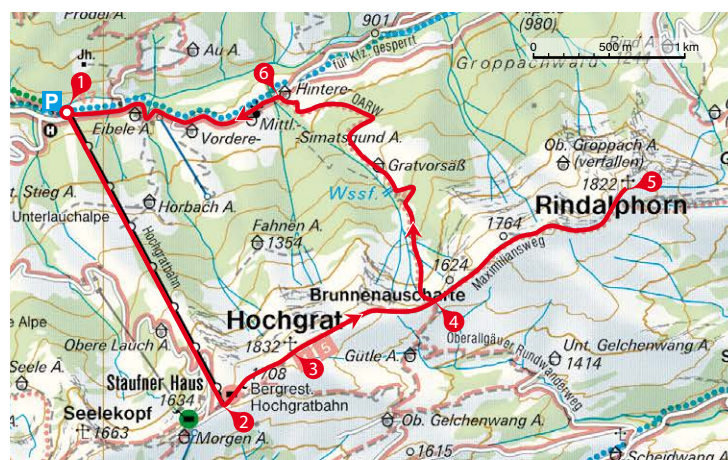 Prodel A.
Au A.
901
(980)
0 500 m 1 km
für Kfz. gesperrt
Groppachwald
Jh.
P
1
6
Hintere-
OARW
H
Eibele A.
Mittl.-
Vordere-
Simatsgund A.
Ob. Groppach A.
(verfallen)
Gratvorsäß
1822
5
Rindalphorn
Wssf.
t. Stieg A.
Horbach A.
Unterlauchalpe
Hochgratbahn
Fahnen A.
1354
1764
Maximiliansweg
1624
Brunnenauscharte
4
Hochgrat
1832
3
Oberallgäuer Rundwanderweg
Gütle A.
Unt. Gelchenwang A.
1414
e Alpe
Obere Lauch A.
Seele A.
Staufner Haus
1634
1708
Bergrest.
Hochgratbahn
2
Seelekopf
1663
Morgen A.
Ob. Gelchenwang A.
1615
Scheidwang A.